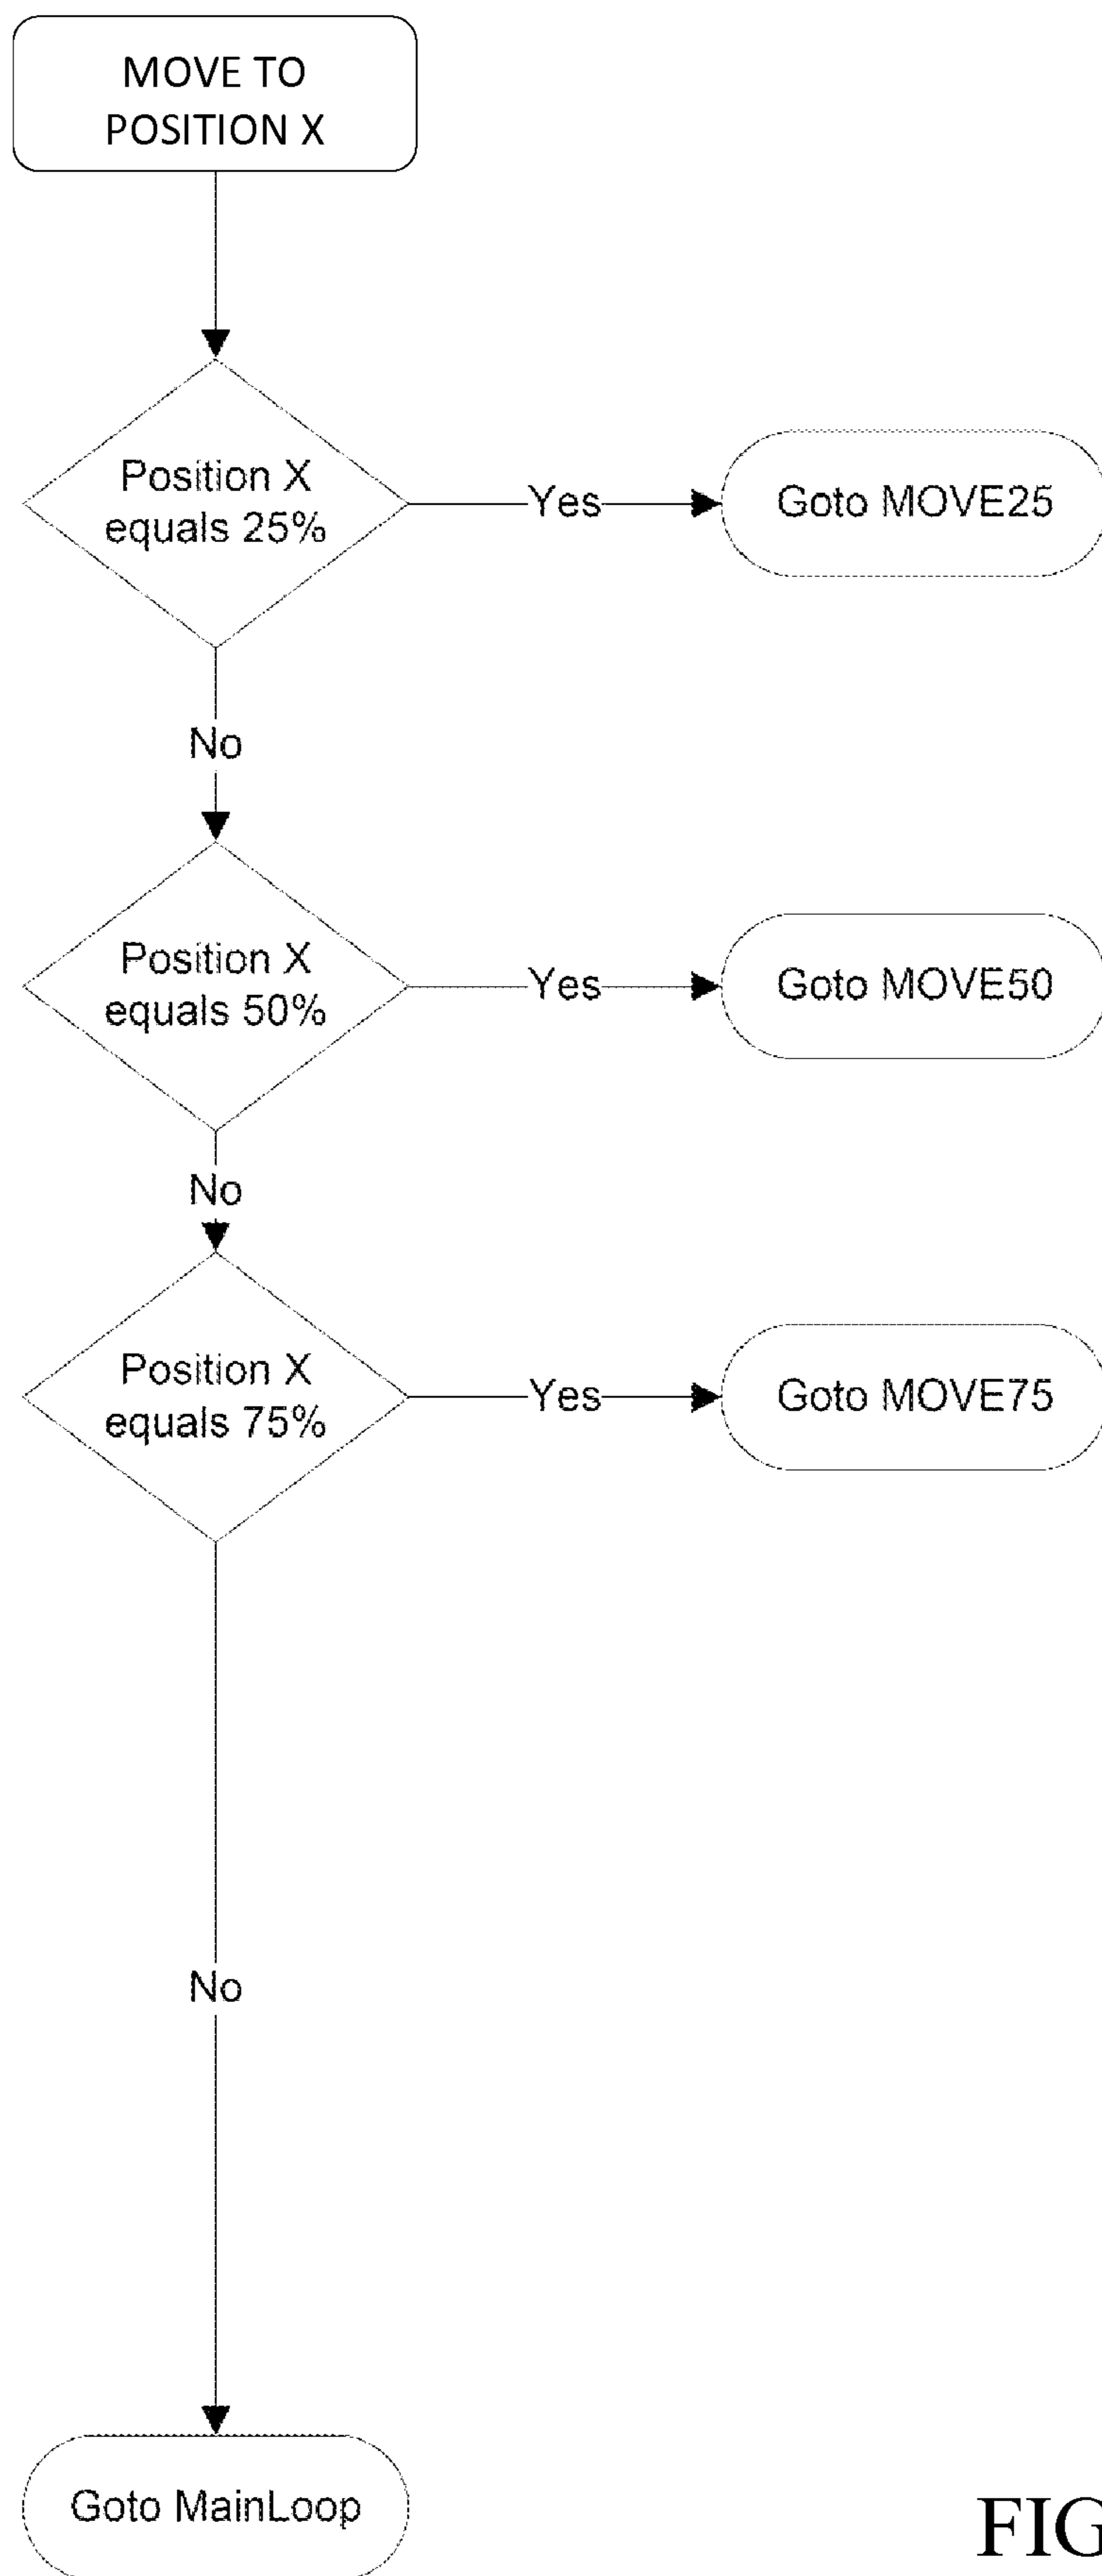 MOVE TO
POSITION X
Position X
equals 25%
Yes
Goto MOVE25
No
Position X
equals 50%
Yes
Goto MOVE50
No
Position X
equals 75%
Yes
Goto MOVE75
No
Goto MainLoop
FIG